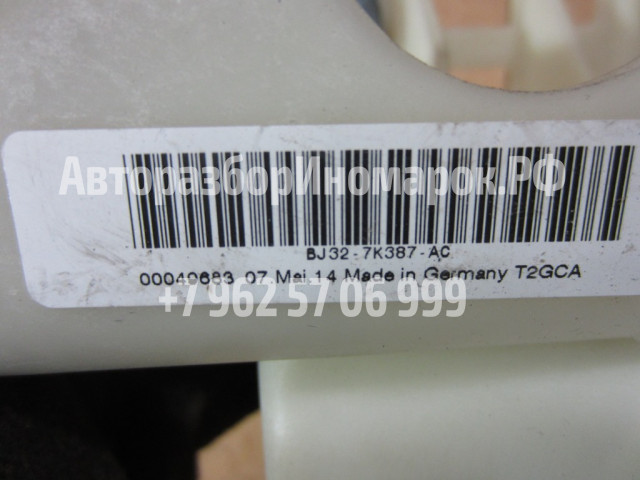 АвторазборИномарок.РФ
BJ32-7K387-AC
00040683 07 Mai 14 Made in Germany T2GCA
+7 962 57 06 999